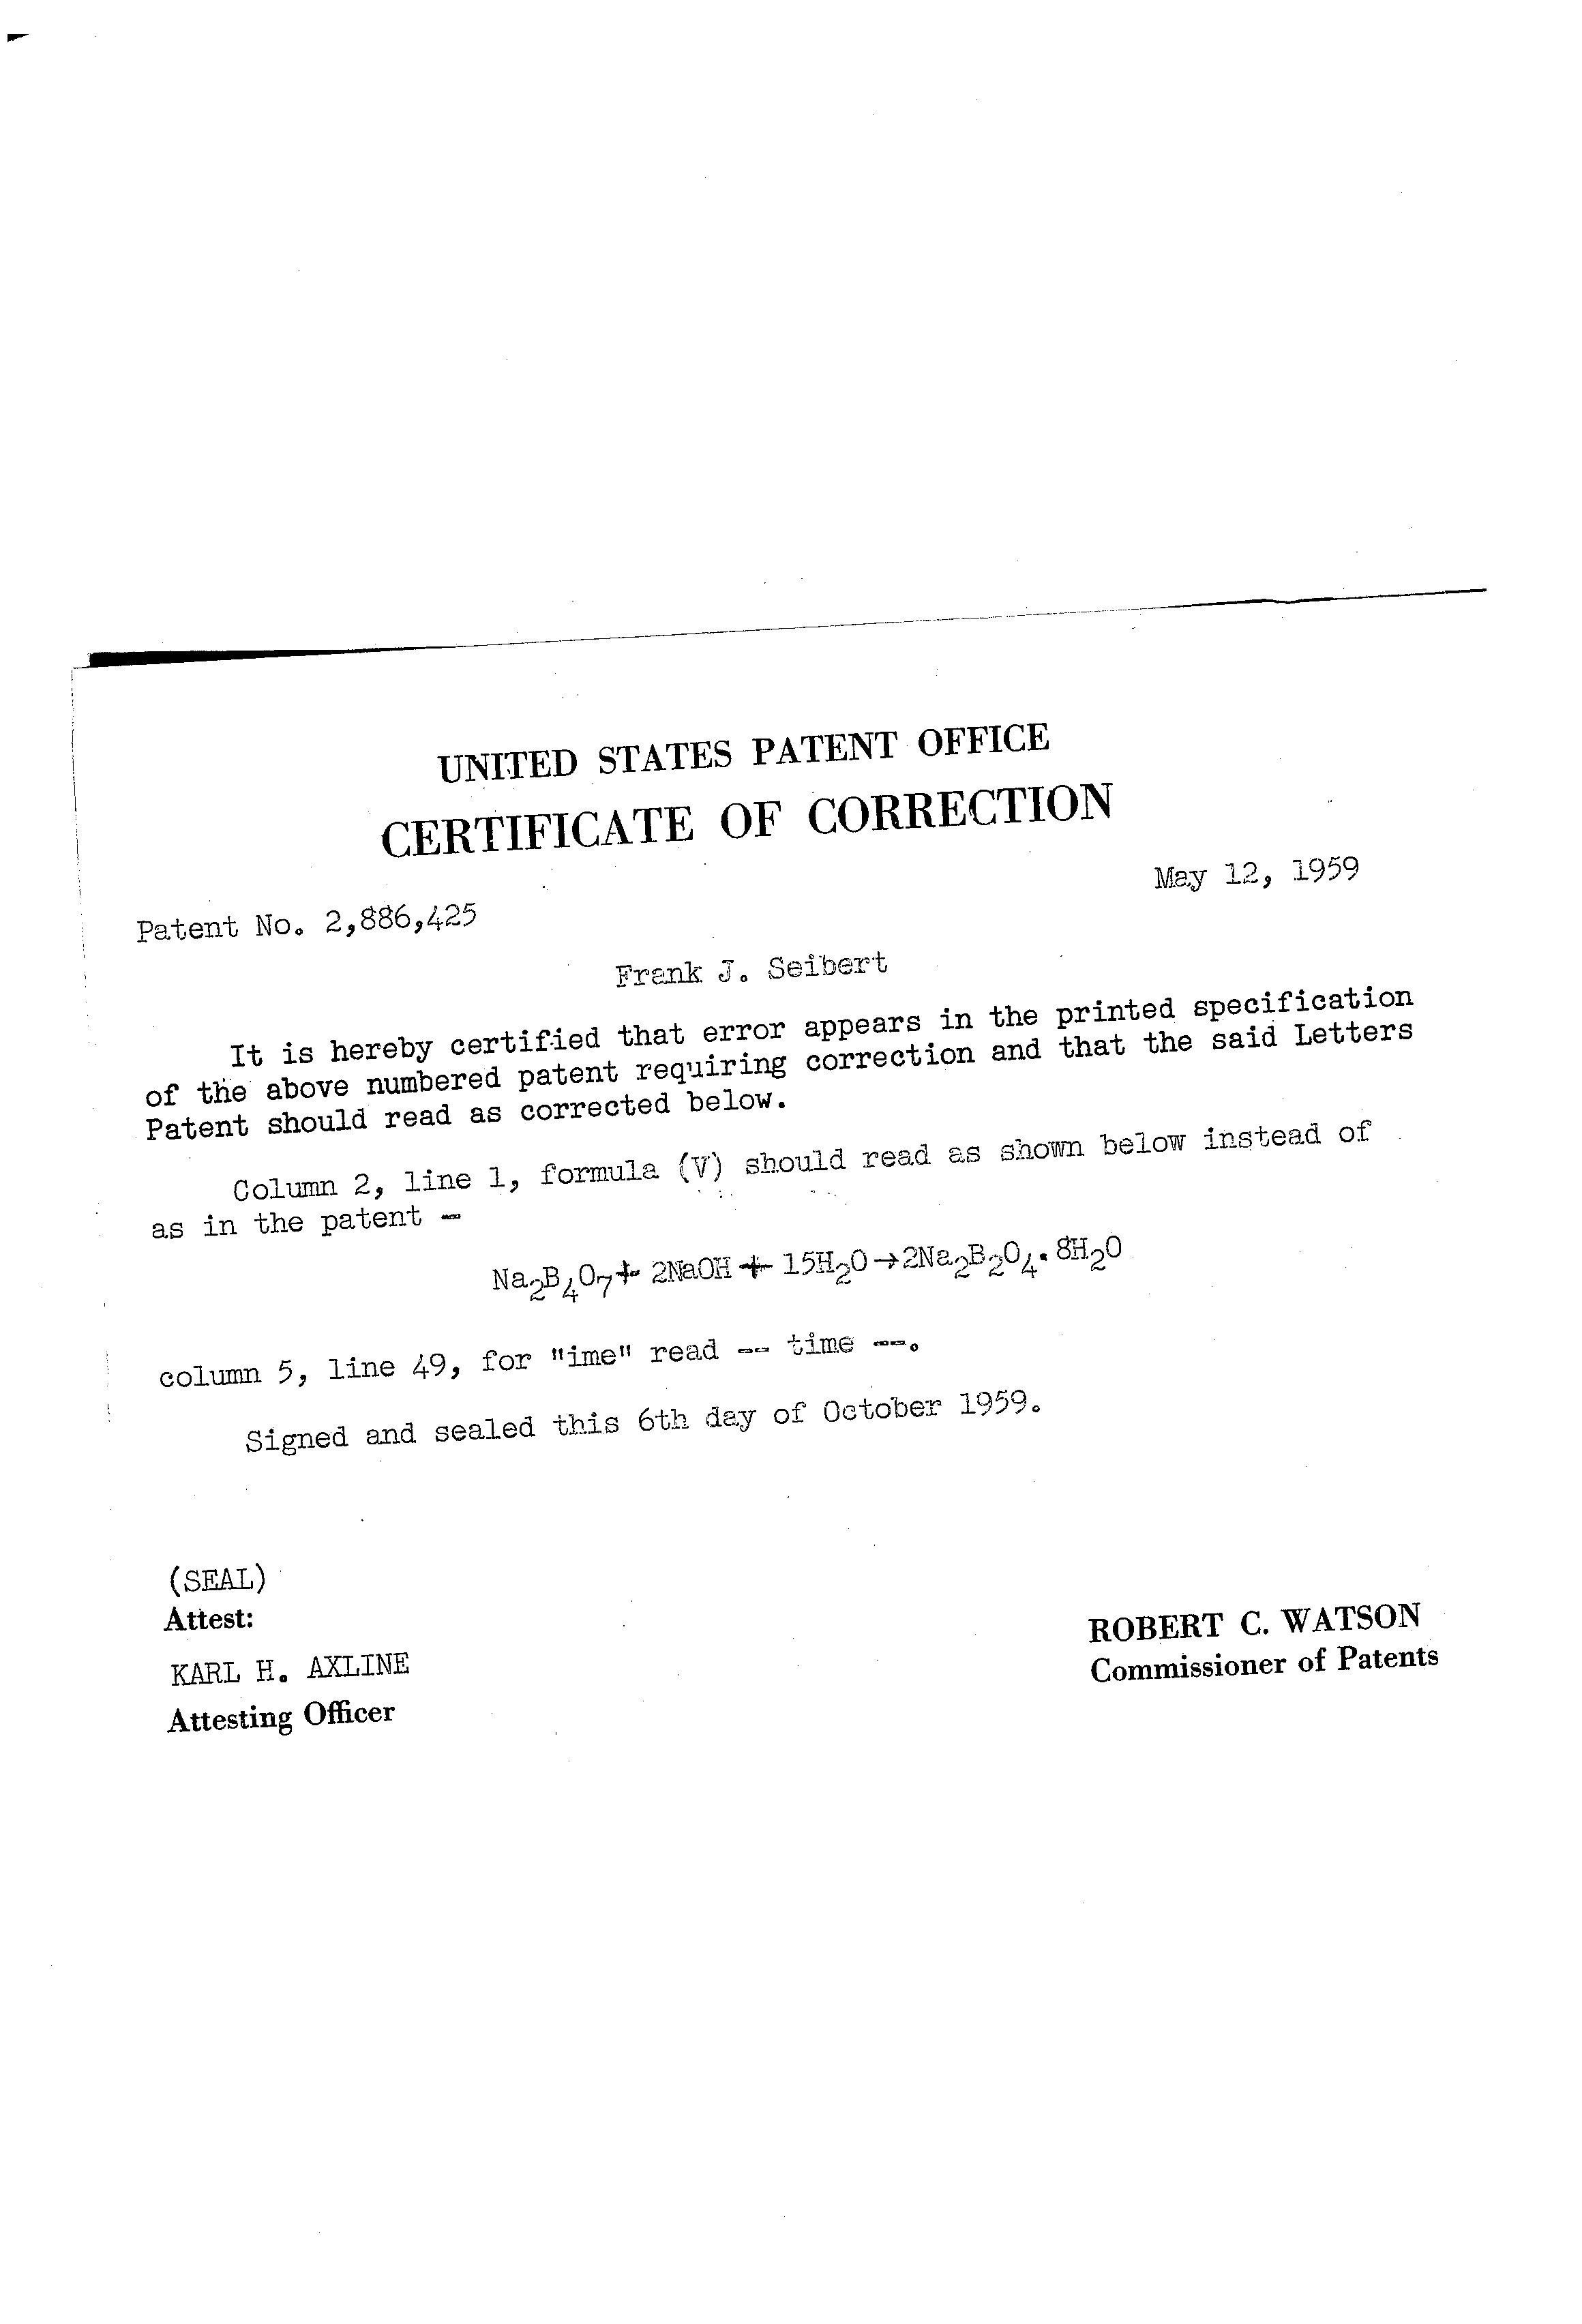 UNITED STATES PATENT OFFICE
CERTIFICATE OF CORRECTION
Patent No. 2,886,425
May 12, 1959
Frank J. Seibert
It is hereby certified that error appears in the printed specification
of the above numbered patent requiring correction and that the said Letters
Patent should read as corrected below.
Column 2, line 1, formula (V) should read as shown below instead of
as in the patent -
Na₂B₄O₇+ 2NaOH + 15H₂O→2Na₂B₂O₄. 8H₂O
column 5, line 49, for "ime" read -- time --.
Signed and sealed this 6th day of October 1959.
(SEAL)
Attest:
KARL H. AXLINE
Attesting Officer
ROBERT C. WATSON
Commissioner of Patents